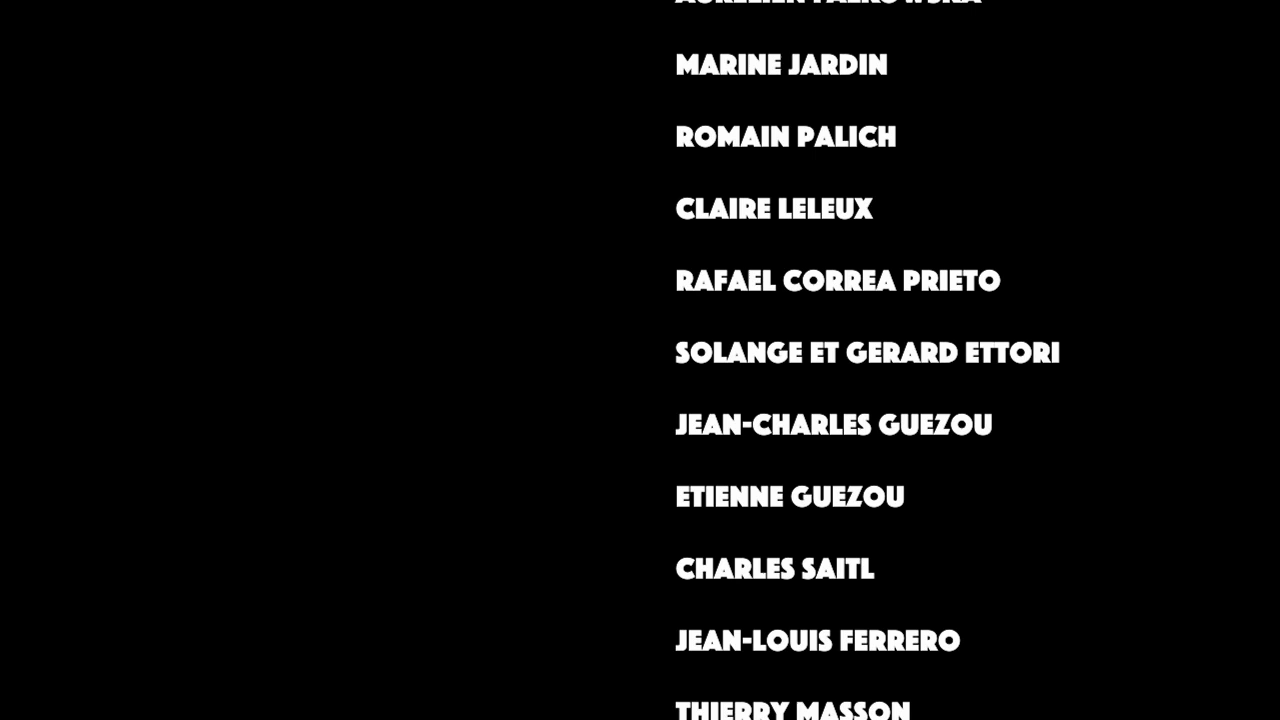 MARINE JARDIN
ROMAIN PALICH
CLAIRE LELEUX
RAFAEL CORREA PRIETO
SOLANGE ET GERARD ETTORI
JEAN-CHARLES GUEZOU
ETIENNE GUEZOU
CHARLES SAITL
JEAN-LOUIS FERRERO
THIERRY MASSON